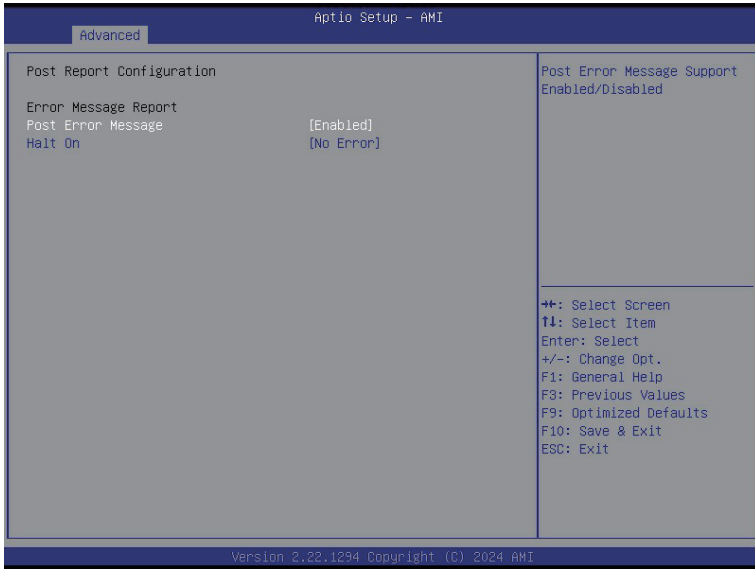 Aptio Setup – AMI
Advanced
Post Report Configuration
Error Message Report
Post Error Message [Enabled]
Halt On [No Error]
Post Error Message Support
Enabled/Disabled
→←: Select Screen
↑↓: Select Item
Enter: Select
+/-: Change Opt.
F1: General Help
F3: Previous Values
F9: Optimized Defaults
F10: Save & Exit
ESC: Exit
Version 2.22.1294 Copyright (C) 2024 AMI